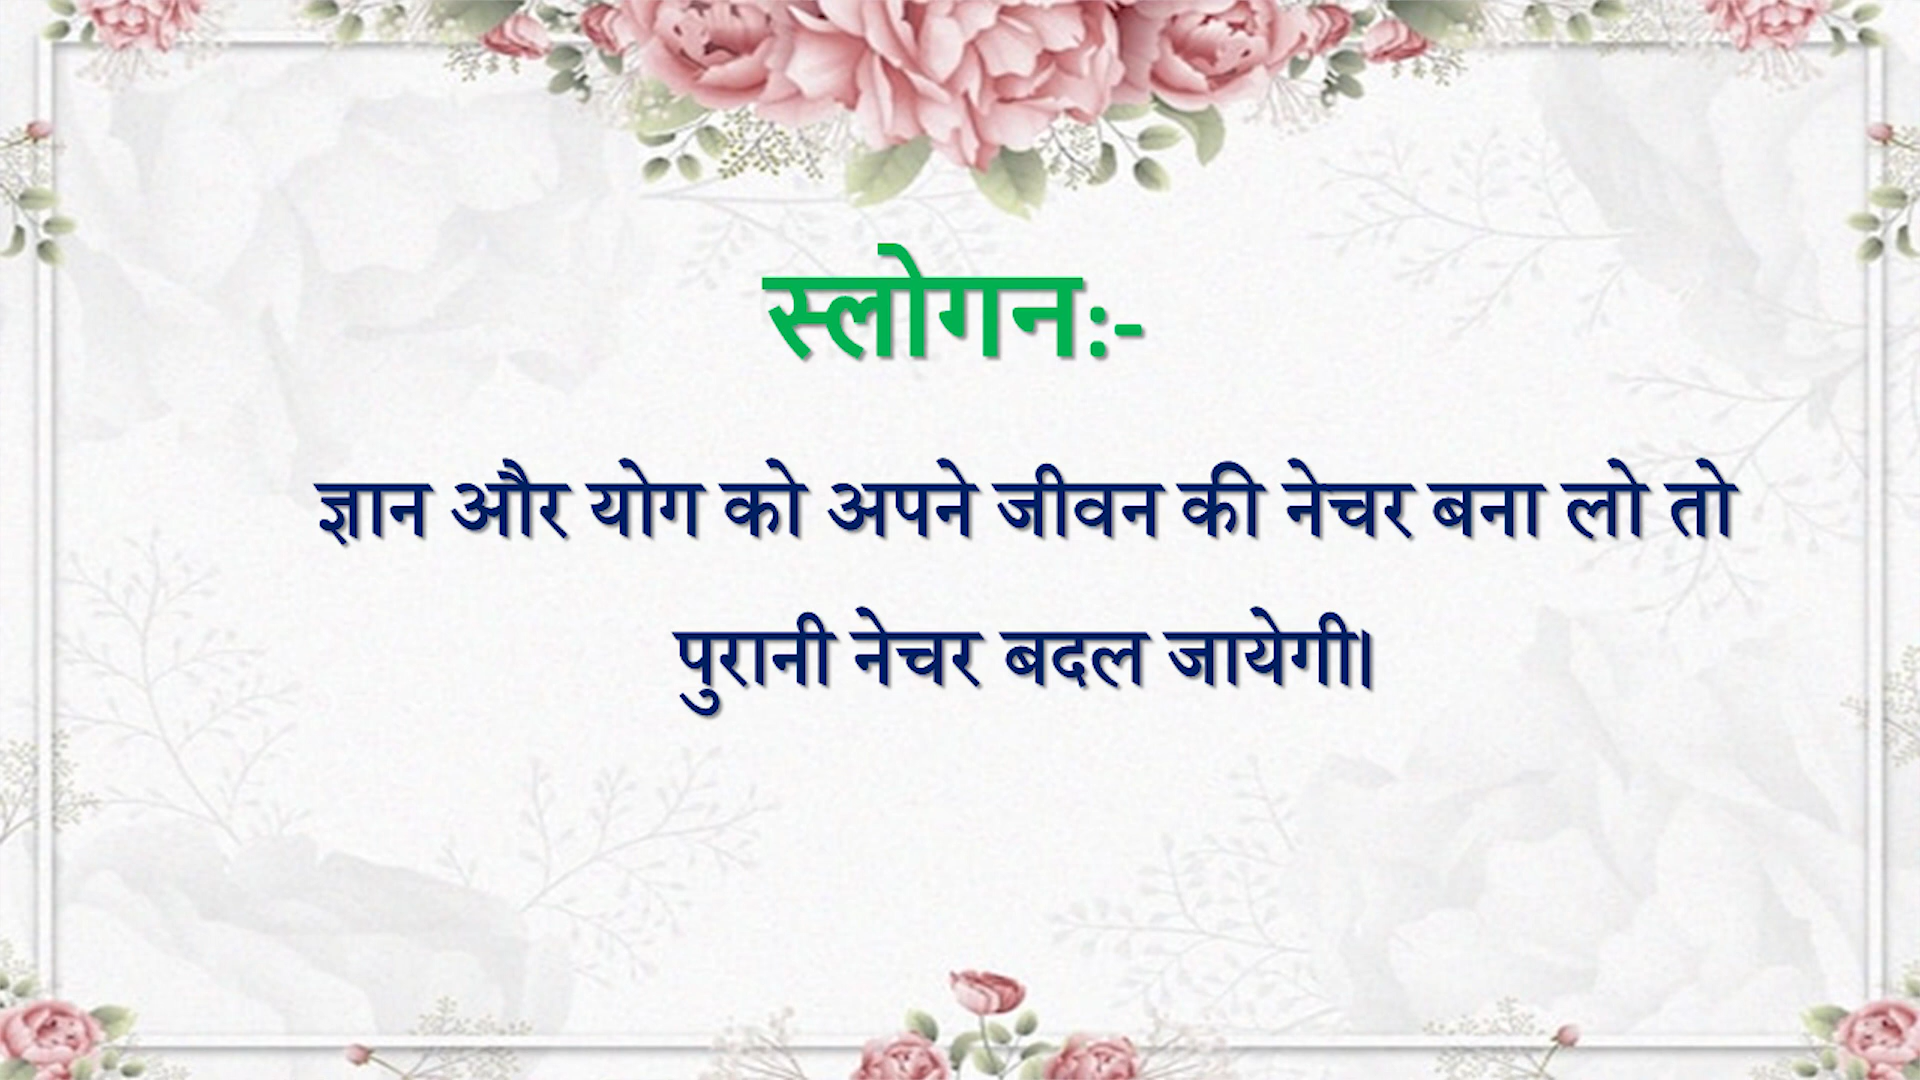 स्लोगन:-
ज्ञान और योग को अपने जीवन की नेचर बना लो तो
पुरानी नेचर बदल जायेगी।